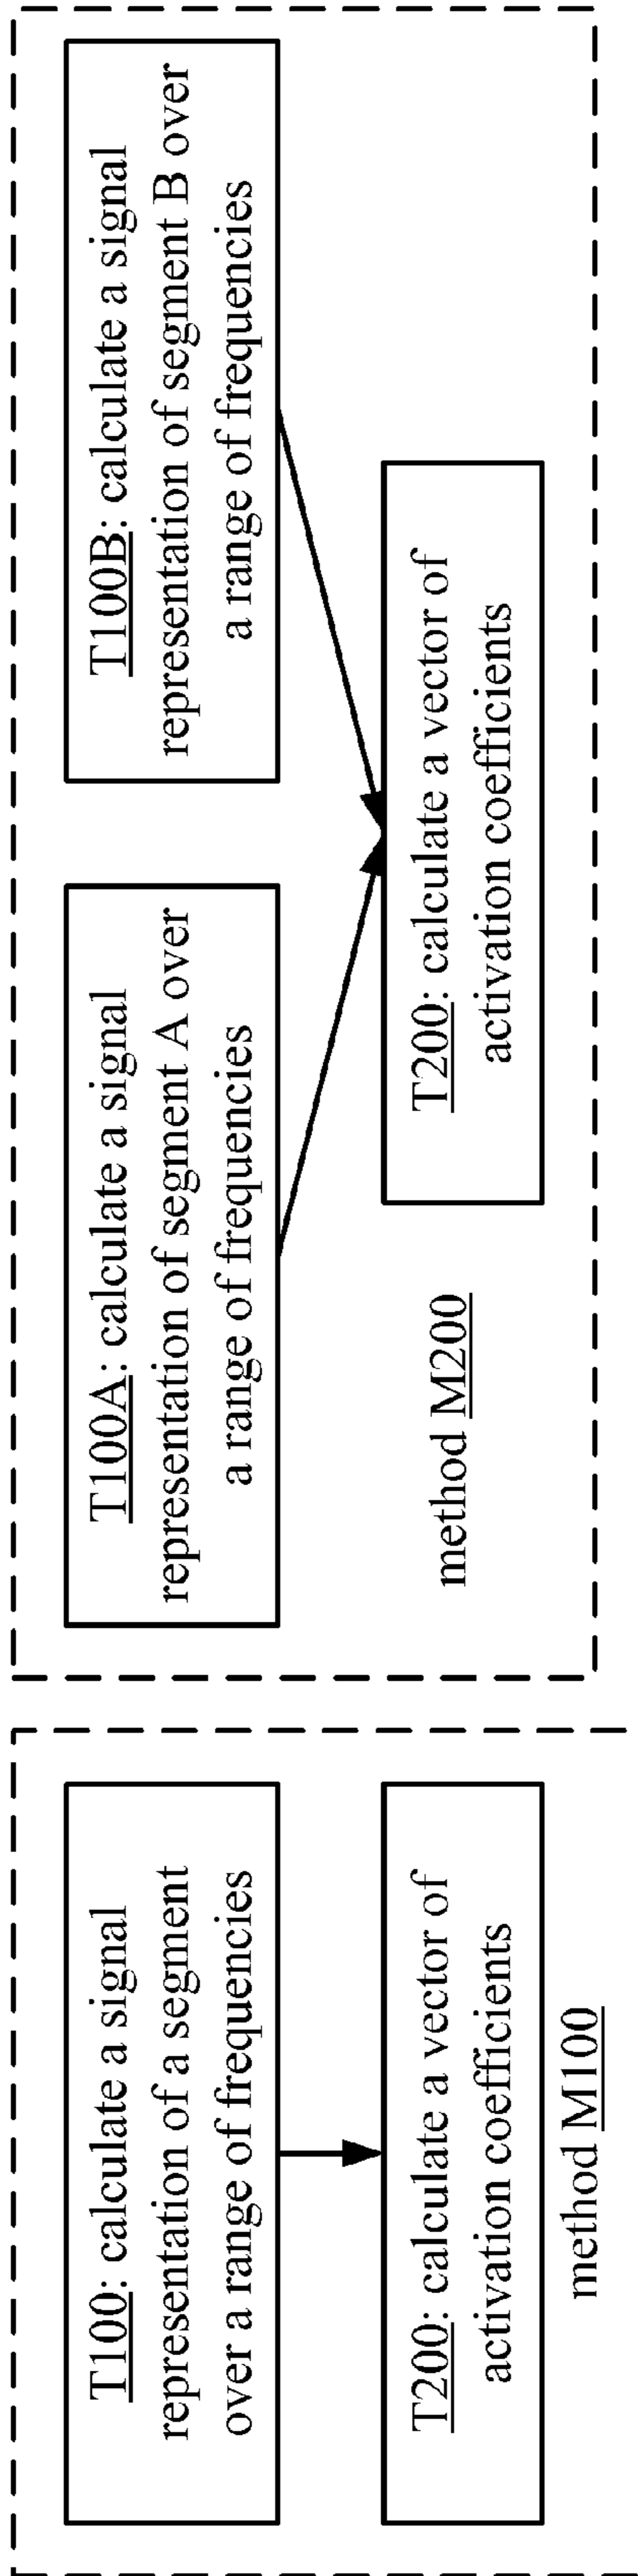 T100: calculate a signal
representation of a segment
over a range of frequencies
T200: calculate a vector of
activation coefficients
method M100
T100A: calculate a signal
representation of segment A over
a range of frequencies
T100B: calculate a signal
representation of segment B over
a range of frequencies
T200: calculate a vector of
activation coefficients
method M200